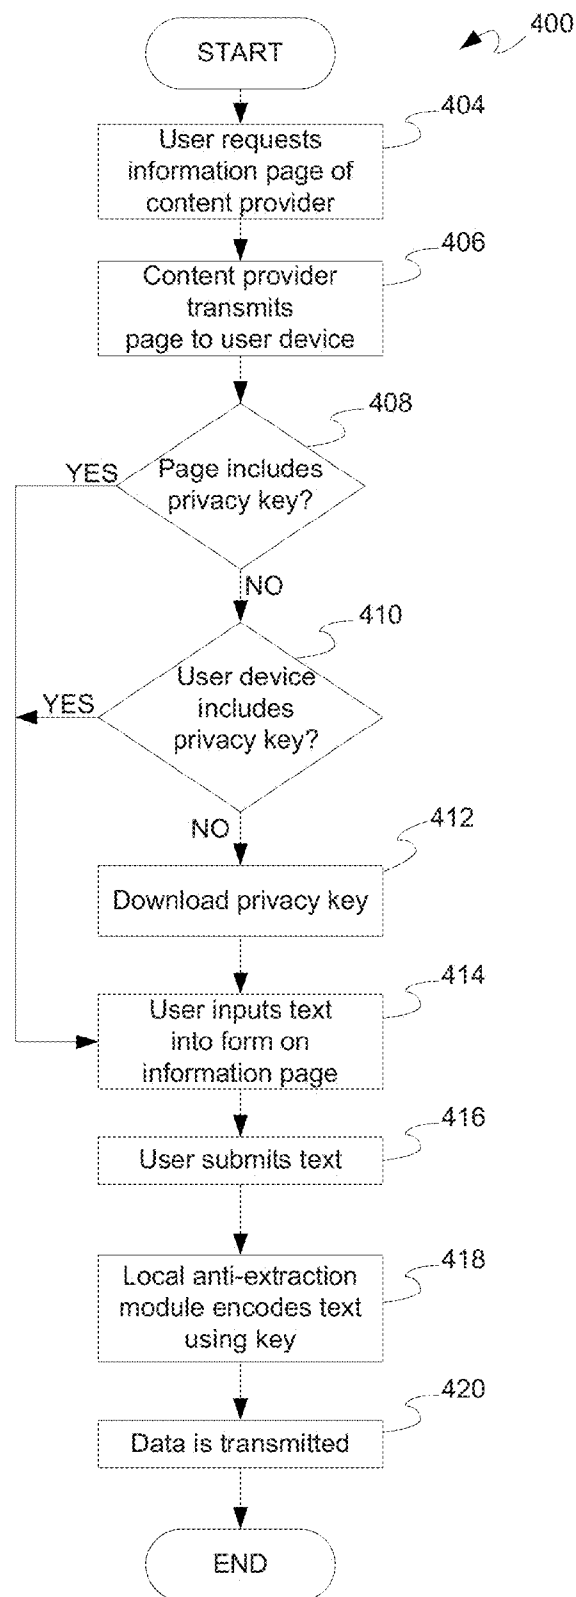 400
START
404
User requests
information page of
content provider
406
Content provider
transmits
page to user device
408
YES
Page includes
privacy key?
NO
410
User device
YES
includes
privacy key?
NO
412
Download privacy key
414
User inputs text
into form on
information page
416
User submits text
418
Local anti-extraction
module encodes text
using key
420
Data is transmitted
END